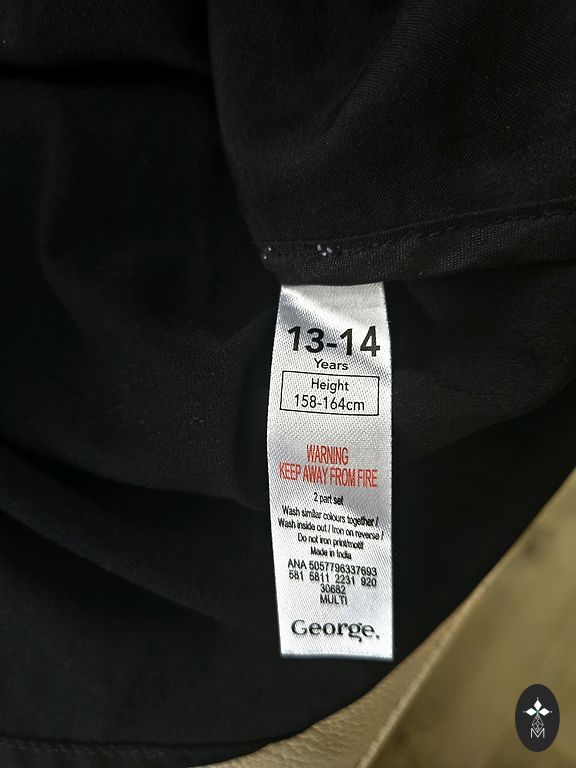 13-14
Years
Height
158-164cm
WARNING
KEEP AWAY FROM FIRE
2 part set
Wash similar colours together /
Wash inside out / Iron on reverse /
Do not iron print/motif
Made in India
ANA 5057796337693
581 5811 2231 920
30682
MULTI
George.
M